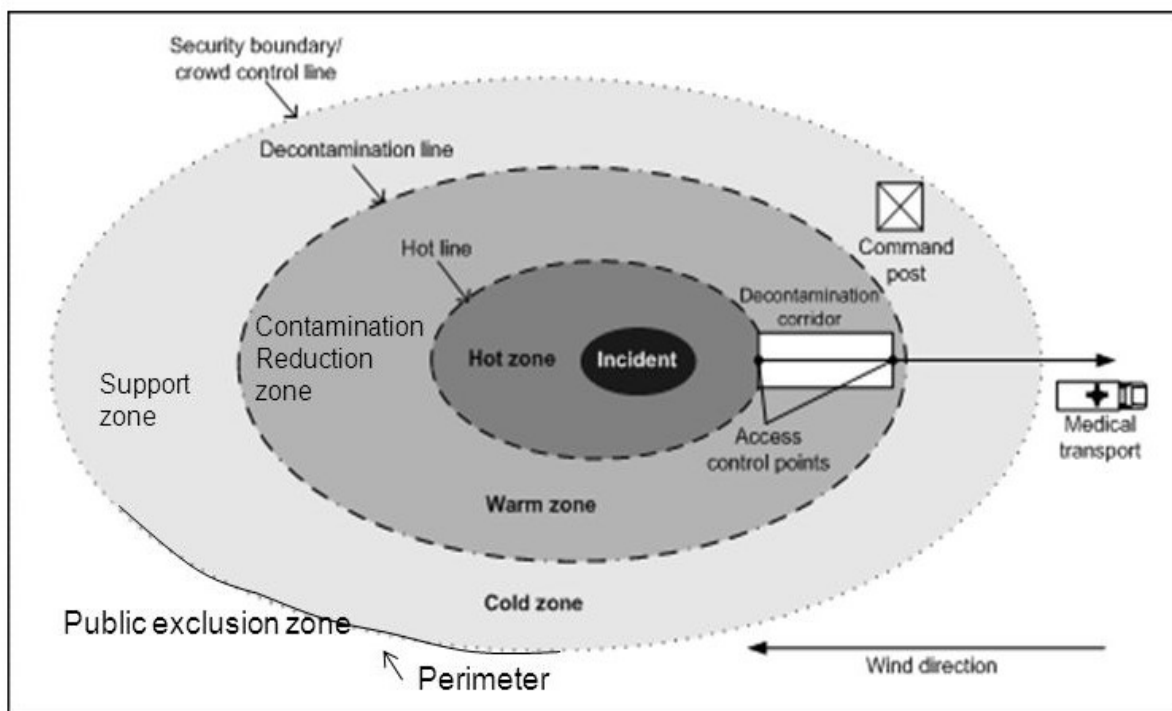 Security boundary/
crowd control line
Decontamination line
Hot line
Command
post
Decontamination
corridor
Contamination
Reduction
zone
Hot zone
Incident
Support
zone
Access
control points
Medical
transport
Warm zone
Cold zone
Public exclusion zone
Perimeter
Wind direction